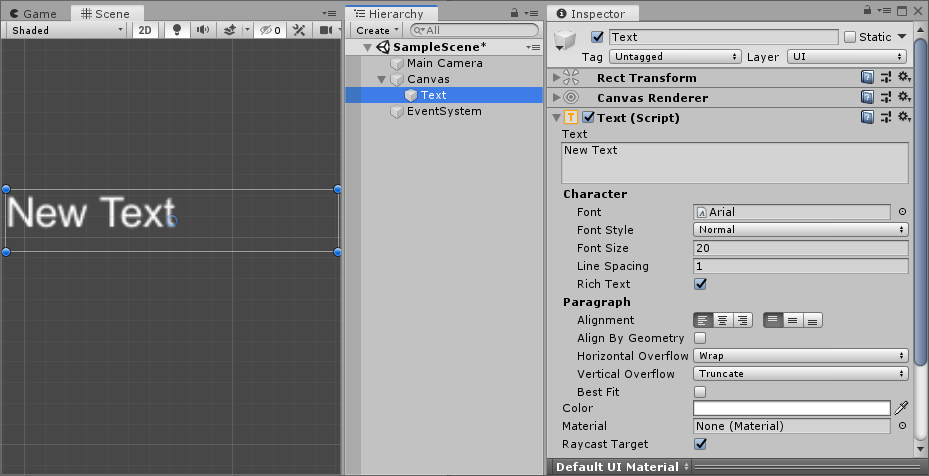 Game Scene
Shaded 2D 0
New Text
Hierarchy
Create All
SampleScene*
Main Camera
Canvas
Text
EventSystem
Inspector
Text Static
Tag Untagged Layer UI
Rect Transform
Canvas Renderer
T Text (Script)
Text
New Text
Character
Font A Arial
Font Style Normal
Font Size 20
Line Spacing 1
Rich Text
Paragraph
Alignment
Align By Geometry
Horizontal Overflow Wrap
Vertical Overflow Truncate
Best Fit
Color
Material None (Material)
Raycast Target
Default UI Material